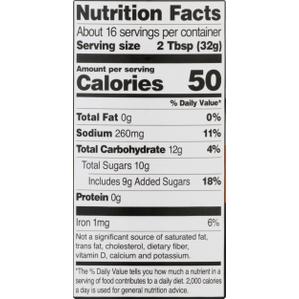 Nutrition Facts
About 16 servings per container
Serving size 2 Tbsp (32g)
Amount per serving
Calories 50
% Daily Value*
Total Fat 0g 0%
Sodium 260mg 11%
Total Carbohydrate 12g 4%
Total Sugars 10g
Includes 9g Added Sugars 18%
Protein 0g
Iron 1mg 6%
Not a significant source of saturated fat,
trans fat, cholesterol, dietary fiber,
vitamin D, calcium and potassium.
*The % Daily Value tells you how much a nutrient in a
serving of food contributes to a daily diet. 2,000 calories
a day is used for general nutrition advice.